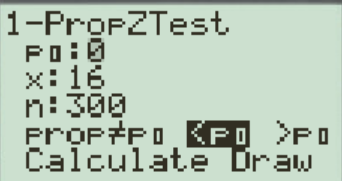 1-PropZTest
p₀:0
x:16
n:300
prop≠p₀ <p₀ >p₀
Calculate Draw